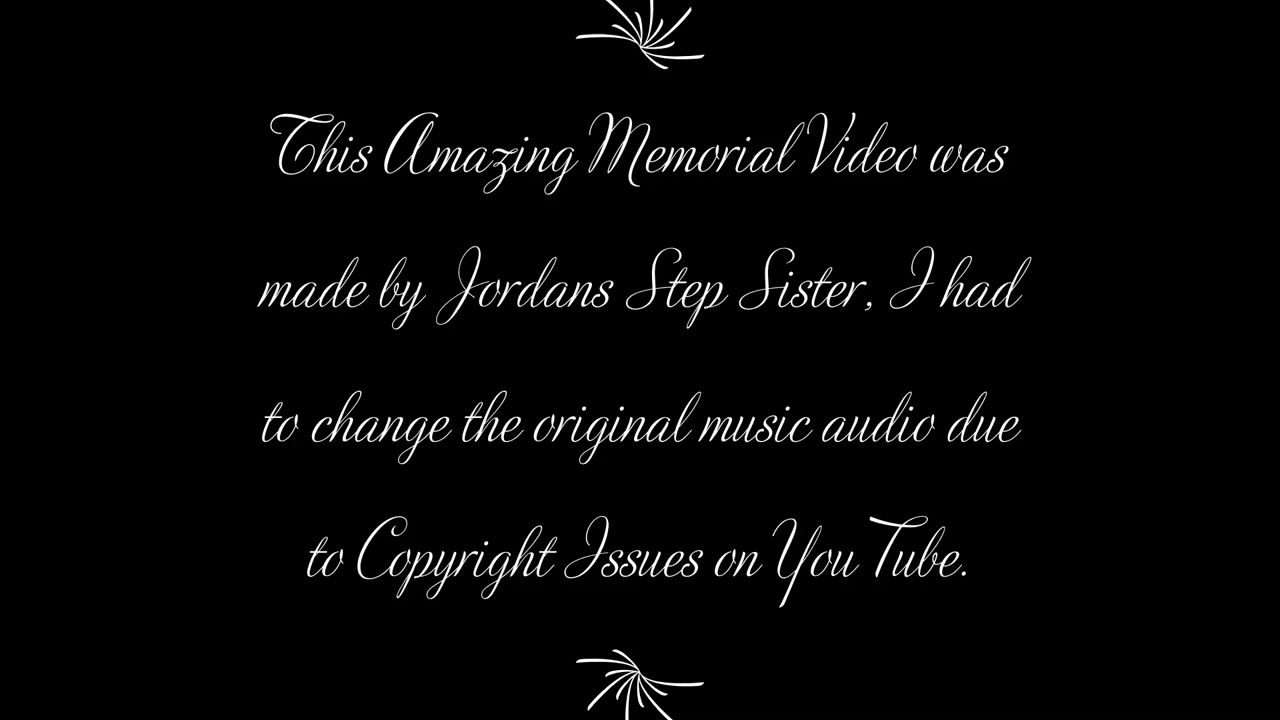 This Amazing Memorial Video was
made by Jordans Step Sister, I had
to change the original music audio due
to Copyright Issues on You Tube.